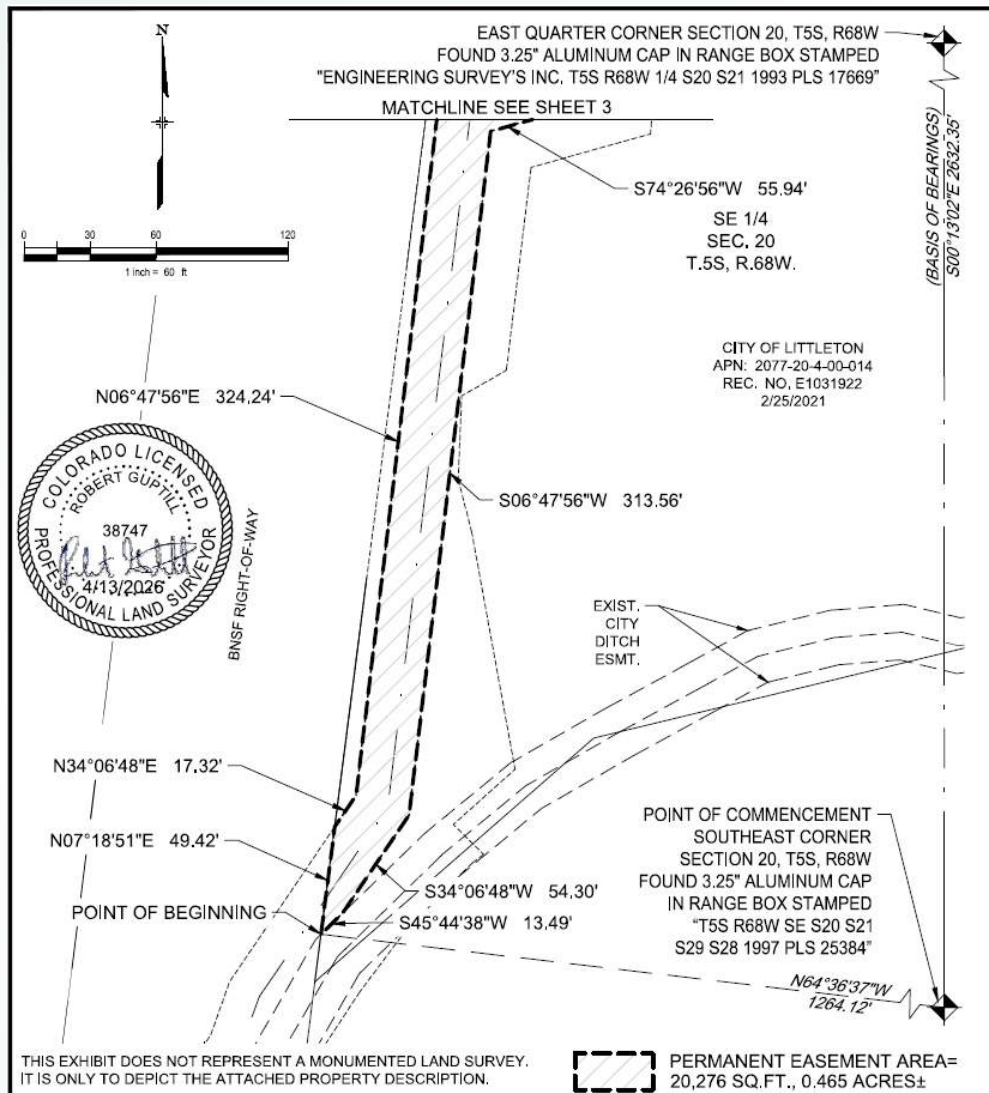 N
EAST QUARTER CORNER SECTION 20, T5S, R68W
FOUND 3.25" ALUMINUM CAP IN RANGE BOX STAMPED
"ENGINEERING SURVEY'S INC. T5S R68W 1/4 S20 S21 1993 PLS 17669"
MATCHLINE SEE SHEET 3
(BASIS OF BEARINGS)
S00°13'02"E 2632.35'
S74°26'56"W 55.94'
SE 1/4
SEC. 20
T.5S, R.68W.
0 30 60 120
1 inch = 60 ft
CITY OF LITTLETON
APN: 2077-20-4-00-014
REC. NO. E1031922
2/25/2021
N06°47'56"E 324.24'
COLORADO LICENSED
ROBERT GUPTILL
38747
4/13/2026
PROFESSIONAL LAND SURVEYOR
BNSF RIGHT-OF-WAY
S06°47'56"W 313.56'
EXIST.
CITY
DITCH
ESMT.
N34°06'48"E 17.32'
N07°18'51"E 49.42'
POINT OF BEGINNING
S34°06'48"W 54.30'
S45°44'38"W 13.49'
POINT OF COMMENCEMENT
SOUTHEAST CORNER
SECTION 20, T5S, R68W
FOUND 3.25" ALUMINUM CAP
IN RANGE BOX STAMPED
"T5S R68W SE S20 S21
S29 S28 1997 PLS 25384"
N64°36'37"W
1264.12'
THIS EXHIBIT DOES NOT REPRESENT A MONUMENTED LAND SURVEY.
IT IS ONLY TO DEPICT THE ATTACHED PROPERTY DESCRIPTION.
PERMANENT EASEMENT AREA=
20,276 SQ.FT., 0.465 ACRES±